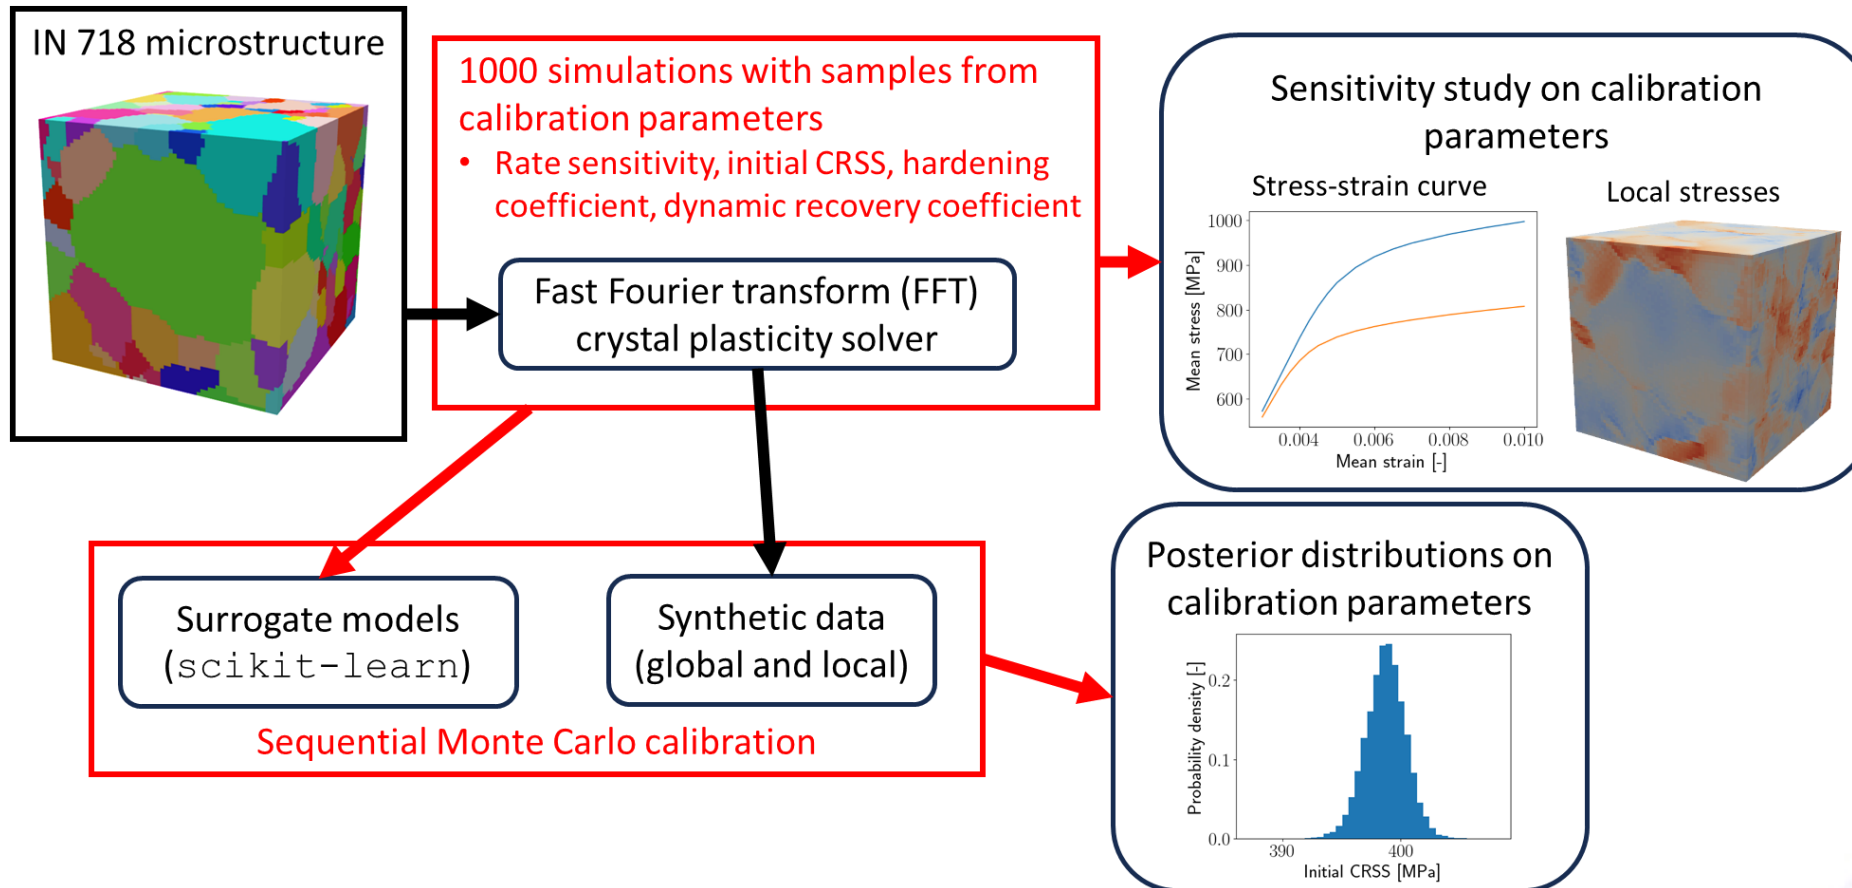 IN 718 microstructure
1000 simulations with samples from
calibration parameters
• Rate sensitivity, initial CRSS, hardening
coefficient, dynamic recovery coefficient
Fast Fourier transform (FFT)
crystal plasticity solver
Sensitivity study on calibration
parameters
Stress-strain curve
Local stresses
Mean stress [MPa]
1000
900
800
700
600
0.004 0.006 0.008 0.010
Mean strain [-]
Surrogate models
(scikit-learn)
Synthetic data
(global and local)
Sequential Monte Carlo calibration
Posterior distributions on
calibration parameters
Probability density [-]
0.2
0.1
0.0
390 400
Initial CRSS [MPa]